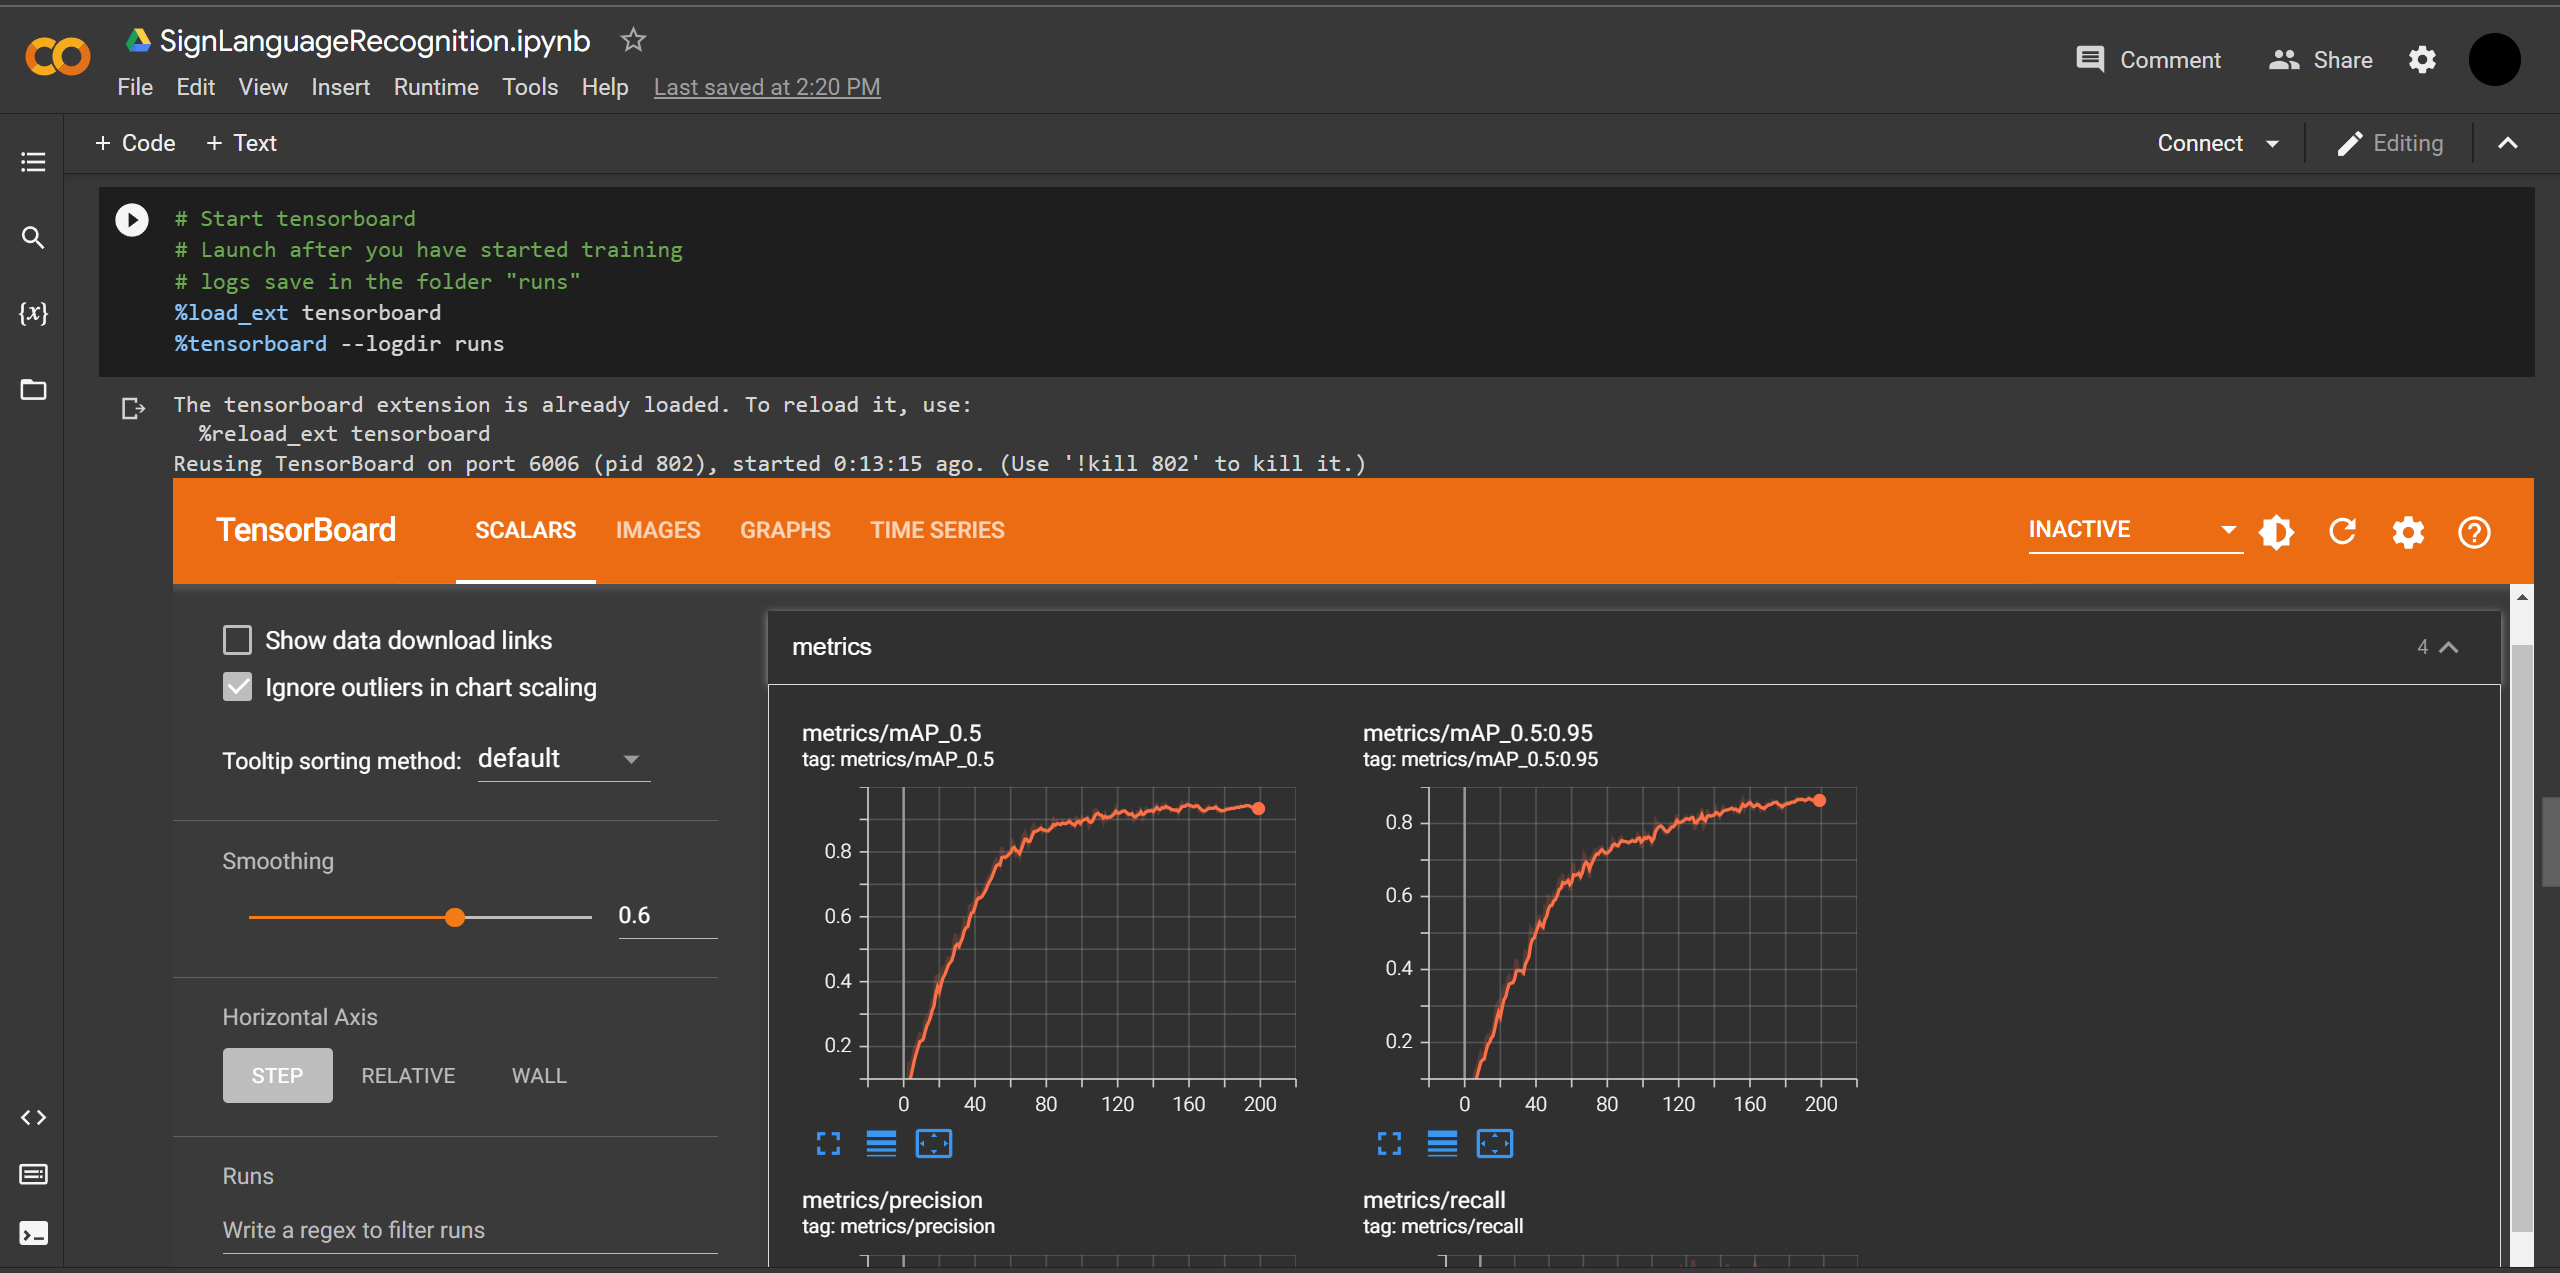 SignLanguageRecognition.ipynb
File Edit View Insert Runtime Tools Help Last saved at 2:20 PM
Comment Share
+ Code + Text
Connect Editing
{x}
# Start tensorboard
# Launch after you have started training
# logs save in the folder "runs"
%load_ext tensorboard
%tensorboard --logdir runs
The tensorboard extension is already loaded. To reload it, use:
%reload_ext tensorboard
Reusing TensorBoard on port 6006 (pid 802), started 0:13:15 ago. (Use '!kill 802' to kill it.)
TensorBoard SCALARS IMAGES GRAPHS TIME SERIES INACTIVE
Show data download links
Ignore outliers in chart scaling
Tooltip sorting method: default
Smoothing
0.6
Horizontal Axis
STEP RELATIVE WALL
Runs
Write a regex to filter runs
metrics 4
metrics/mAP_0.5
tag: metrics/mAP_0.5
0.8
0.6
0.4
0.2
0 40 80 120 160 200
metrics/mAP_0.5:0.95
tag: metrics/mAP_0.5:0.95
0.8
0.6
0.4
0.2
0 40 80 120 160 200
metrics/precision
tag: metrics/precision
metrics/recall
tag: metrics/recall